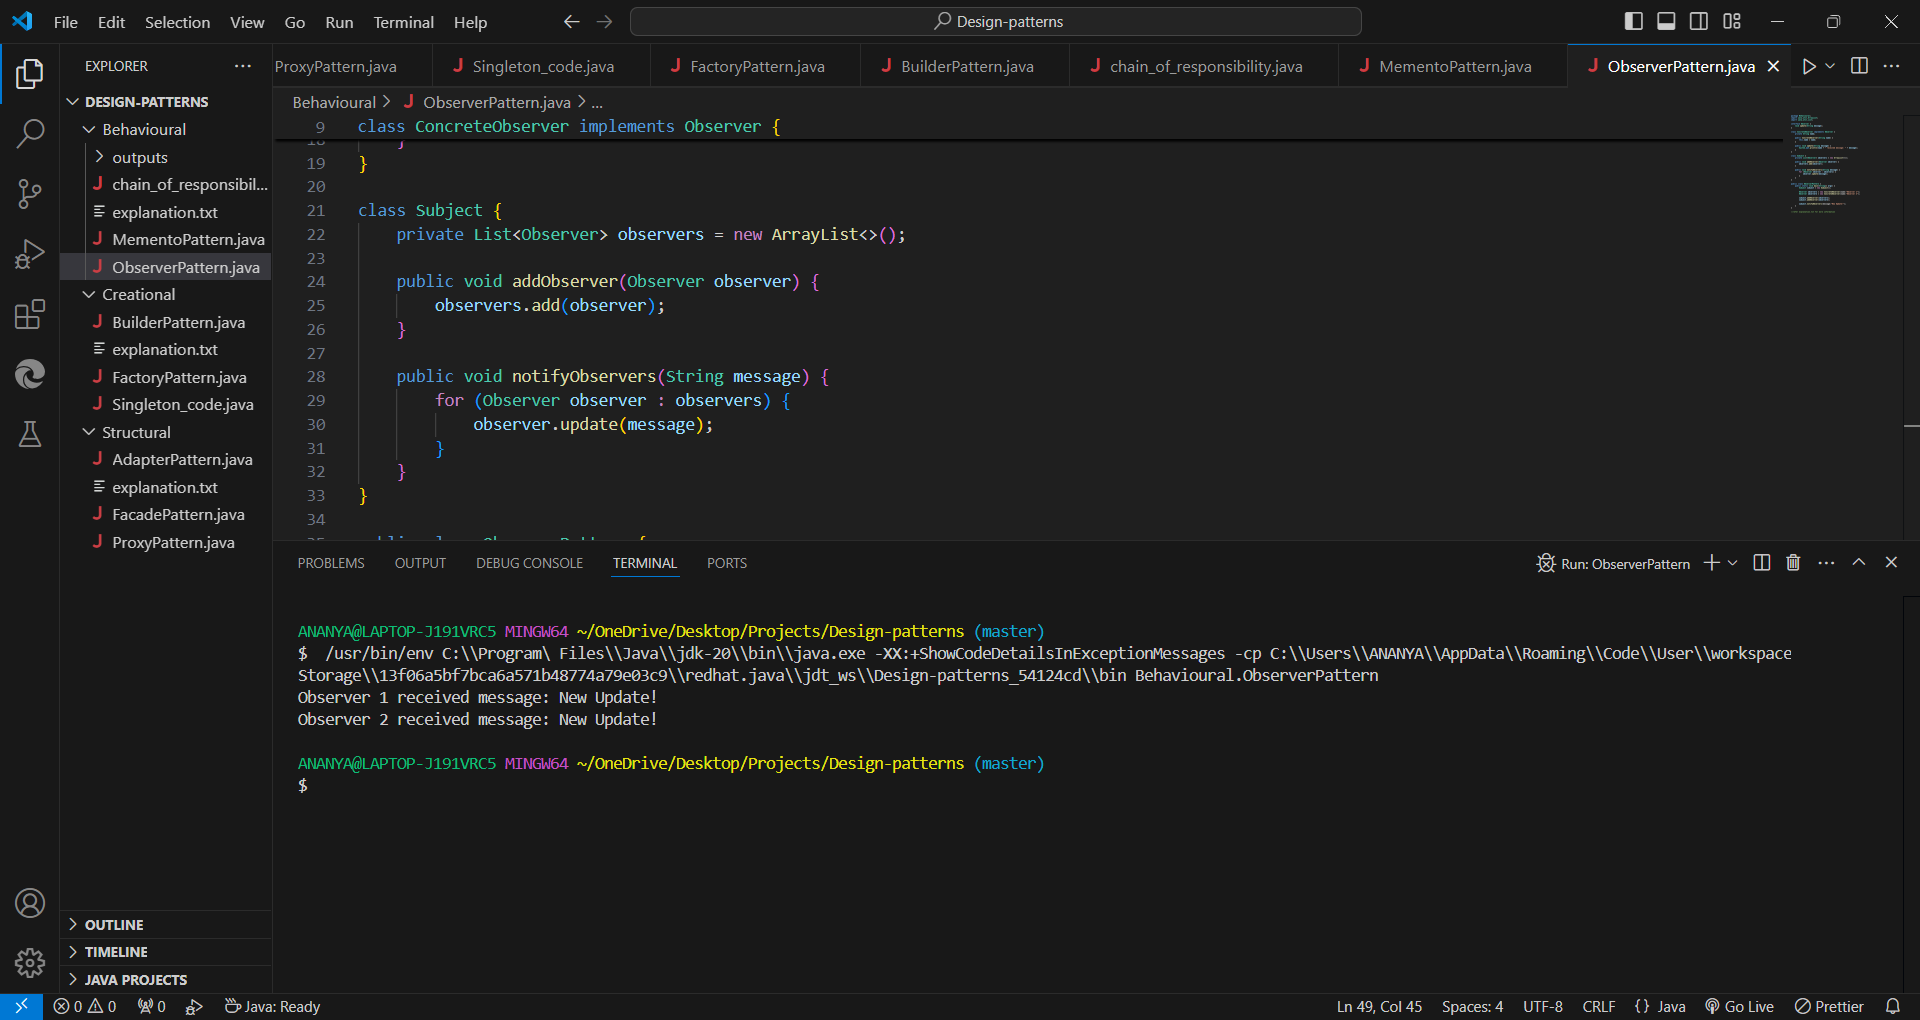 File Edit Selection View Go Run Terminal Help
Design-patterns
EXPLORER
DESIGN-PATTERNS
Behavioural
outputs
chain_of_responsibil...
explanation.txt
MementoPattern.java
ObserverPattern.java
Creational
BuilderPattern.java
explanation.txt
FactoryPattern.java
Singleton_code.java
Structural
AdapterPattern.java
explanation.txt
FacadePattern.java
ProxyPattern.java
OUTLINE
TIMELINE
JAVA PROJECTS
ProxyPattern.java Singleton_code.java FactoryPattern.java BuilderPattern.java chain_of_responsibility.java MementoPattern.java ObserverPattern.java
Behavioural > ObserverPattern.java > ...
9 class ConcreteObserver implements Observer {
18 }
19 }
20
21 class Subject {
22 private List<Observer> observers = new ArrayList<>();
23
24 public void addObserver(Observer observer) {
25 observers.add(observer);
26 }
27
28 public void notifyObservers(String message) {
29 for (Observer observer : observers) {
30 observer.update(message);
31 }
32 }
33 }
34
PROBLEMS OUTPUT DEBUG CONSOLE TERMINAL PORTS
Run: ObserverPattern
ANANYA@LAPTOP-J191VRC5 MINGW64 ~/OneDrive/Desktop/Projects/Design-patterns (master)
$ /usr/bin/env C:\\Program\ Files\\Java\\jdk-20\\bin\\java.exe -XX:+ShowCodeDetailsInExceptionMessages -cp C:\\Users\\ANANYA\\AppData\\Roaming\\Code\\User\\workspace
Storage\\13f06a5bf7bca6a571b48774a79e03c9\\redhat.java\\jdt_ws\\Design-patterns_54124cd\\bin Behavioural.ObserverPattern
Observer 1 received message: New Update!
Observer 2 received message: New Update!
ANANYA@LAPTOP-J191VRC5 MINGW64 ~/OneDrive/Desktop/Projects/Design-patterns (master)
$
0 0 0 Java: Ready Ln 49, Col 45 Spaces: 4 UTF-8 CRLF {} Java Go Live Prettier